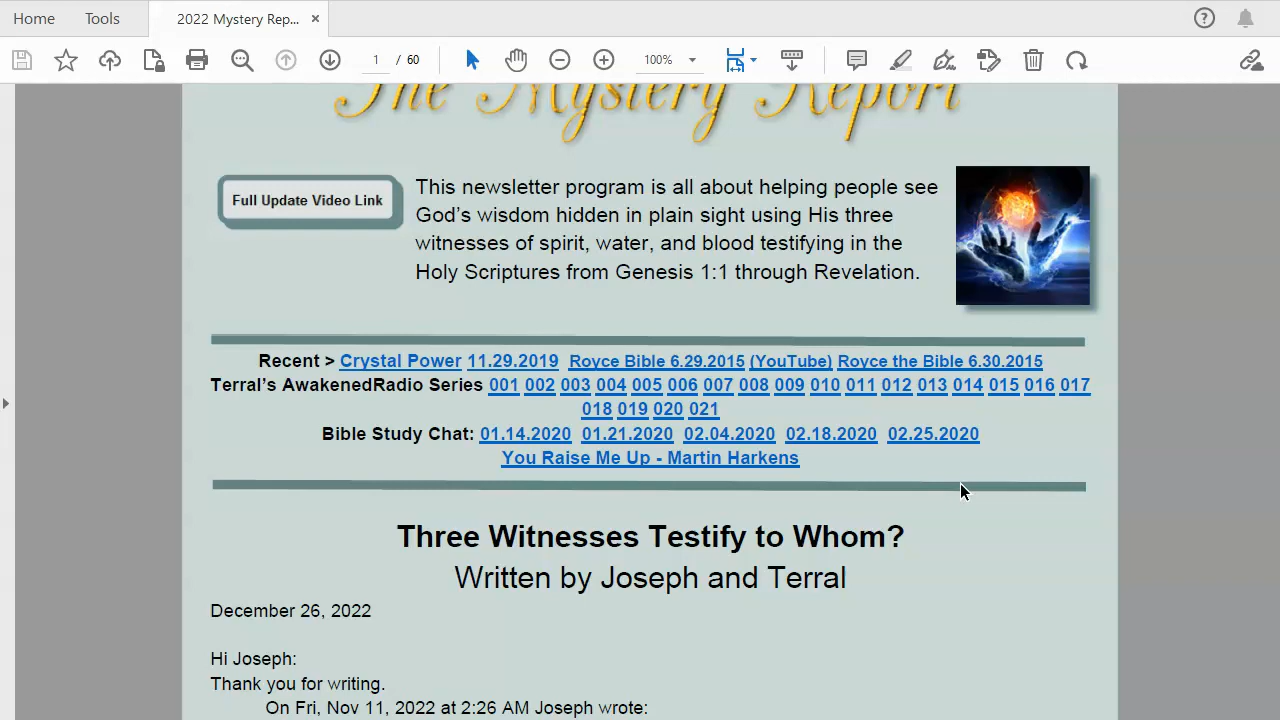 Home Tools 2022 Mystery Rep... ×
1 / 60 100%
The Mystery Report
Full Update Video Link
This newsletter program is all about helping people see
God's wisdom hidden in plain sight using His three
witnesses of spirit, water, and blood testifying in the
Holy Scriptures from Genesis 1:1 through Revelation.
Recent > Crystal Power 11.29.2019 Royce Bible 6.29.2015 (YouTube) Royce the Bible 6.30.2015
Terral's AwakenedRadio Series 001 002 003 004 005 006 007 008 009 010 011 012 013 014 015 016 017
018 019 020 021
Bible Study Chat: 01.14.2020 01.21.2020 02.04.2020 02.18.2020 02.25.2020
You Raise Me Up - Martin Harkens
Three Witnesses Testify to Whom?
Written by Joseph and Terral
December 26, 2022
Hi Joseph:
Thank you for writing.
On Fri, Nov 11, 2022 at 2:26 AM Joseph wrote: